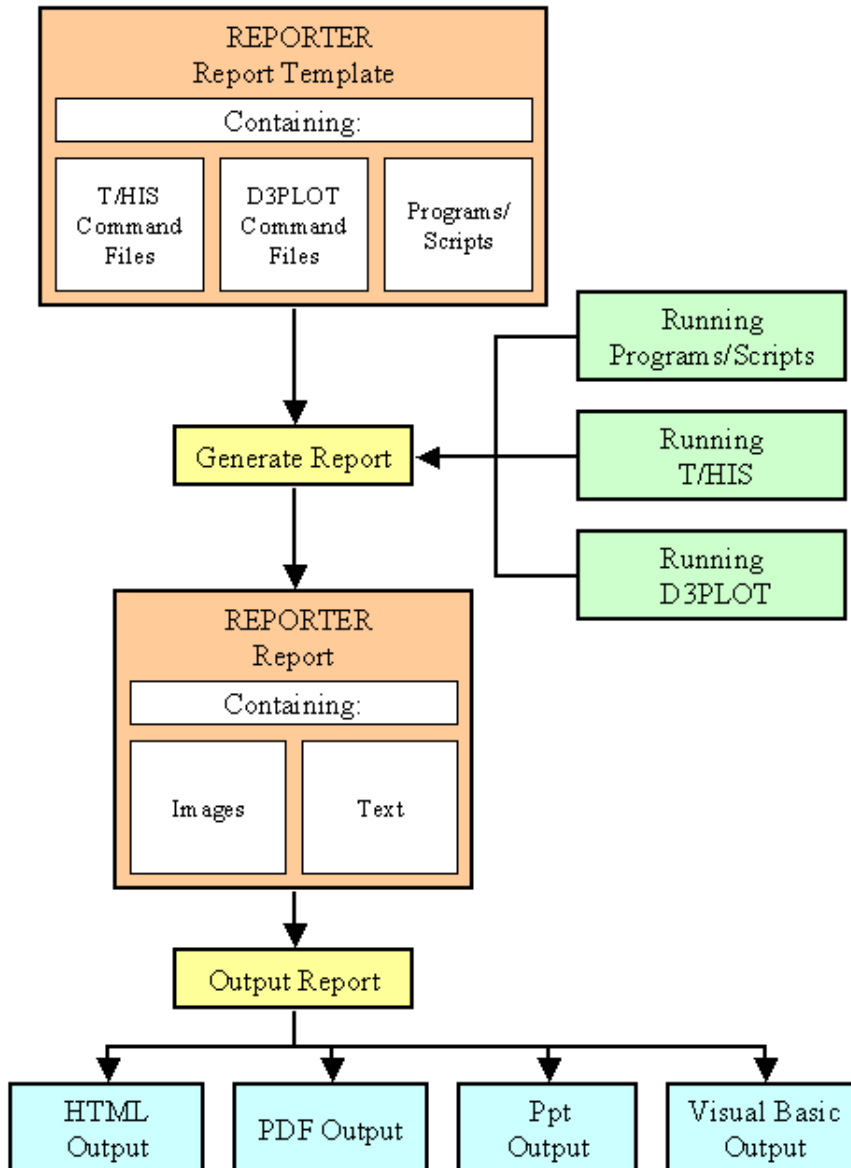 REPORTER
Report Template
Containing:
T/HIS
Command
Files
D3PLOT
Command
Files
Programs/
Scripts
Running
Programs/Scripts
Generate Report
Running
T/HIS
Running
D3PLOT
REPORTER
Report
Containing:
Images
Text
Output Report
HTML
Output
PDF Output
Ppt
Output
Visual Basic
Output